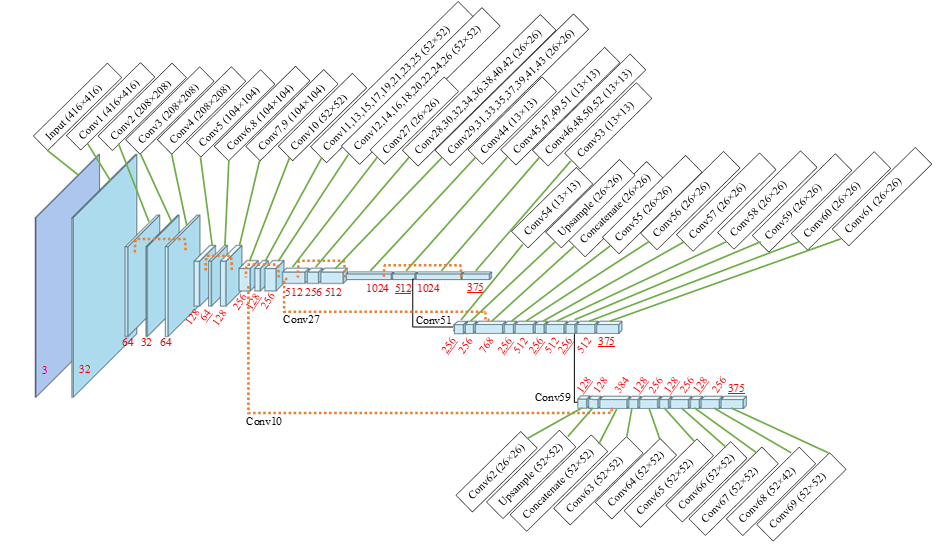 Input (416×416)
Conv1 (416×416)
Conv2 (208×208)
Conv3 (208×208)
Conv4 (208×208)
Conv5 (104×104)
Conv6,8 (104×104)
Conv7,9 (104×104)
Conv10 (52×52)
Conv11,13,15,17,19,21,23,25 (52×52)
Conv12,14,16,18,20,22,24,26 (52×52)
Conv27 (26×26)
Conv28,30,32,34,36,38,40,42 (26×26)
Conv29,31,33,35,37,39,41,43 (26×26)
Conv44 (13×13)
Conv45,47,49,51 (13×13)
Conv46,48,50,52 (13×13)
Conv53 (13×13)
Conv54 (13×13)
Upsample (26×26)
Concatenate (26×26)
Conv55 (26×26)
Conv56 (26×26)
Conv57 (26×26)
Conv58 (26×26)
Conv59 (26×26)
Conv60 (26×26)
Conv61 (26×26)
3
32
64
32
64
128
64
128
256
128
256
512
256
512
1024
512
1024
375
Conv27
Conv51
256
256
768
256
512
256
512
256
512
375
Conv59
128
128
384
128
256
128
256
128
256
375
Conv10
Conv62 (26×26)
Upsample (52×52)
Concatenate (52×52)
Conv63 (52×52)
Conv64 (52×52)
Conv65 (52×52)
Conv66 (52×52)
Conv67 (52×52)
Conv68 (52×42)
Conv69 (52×52)